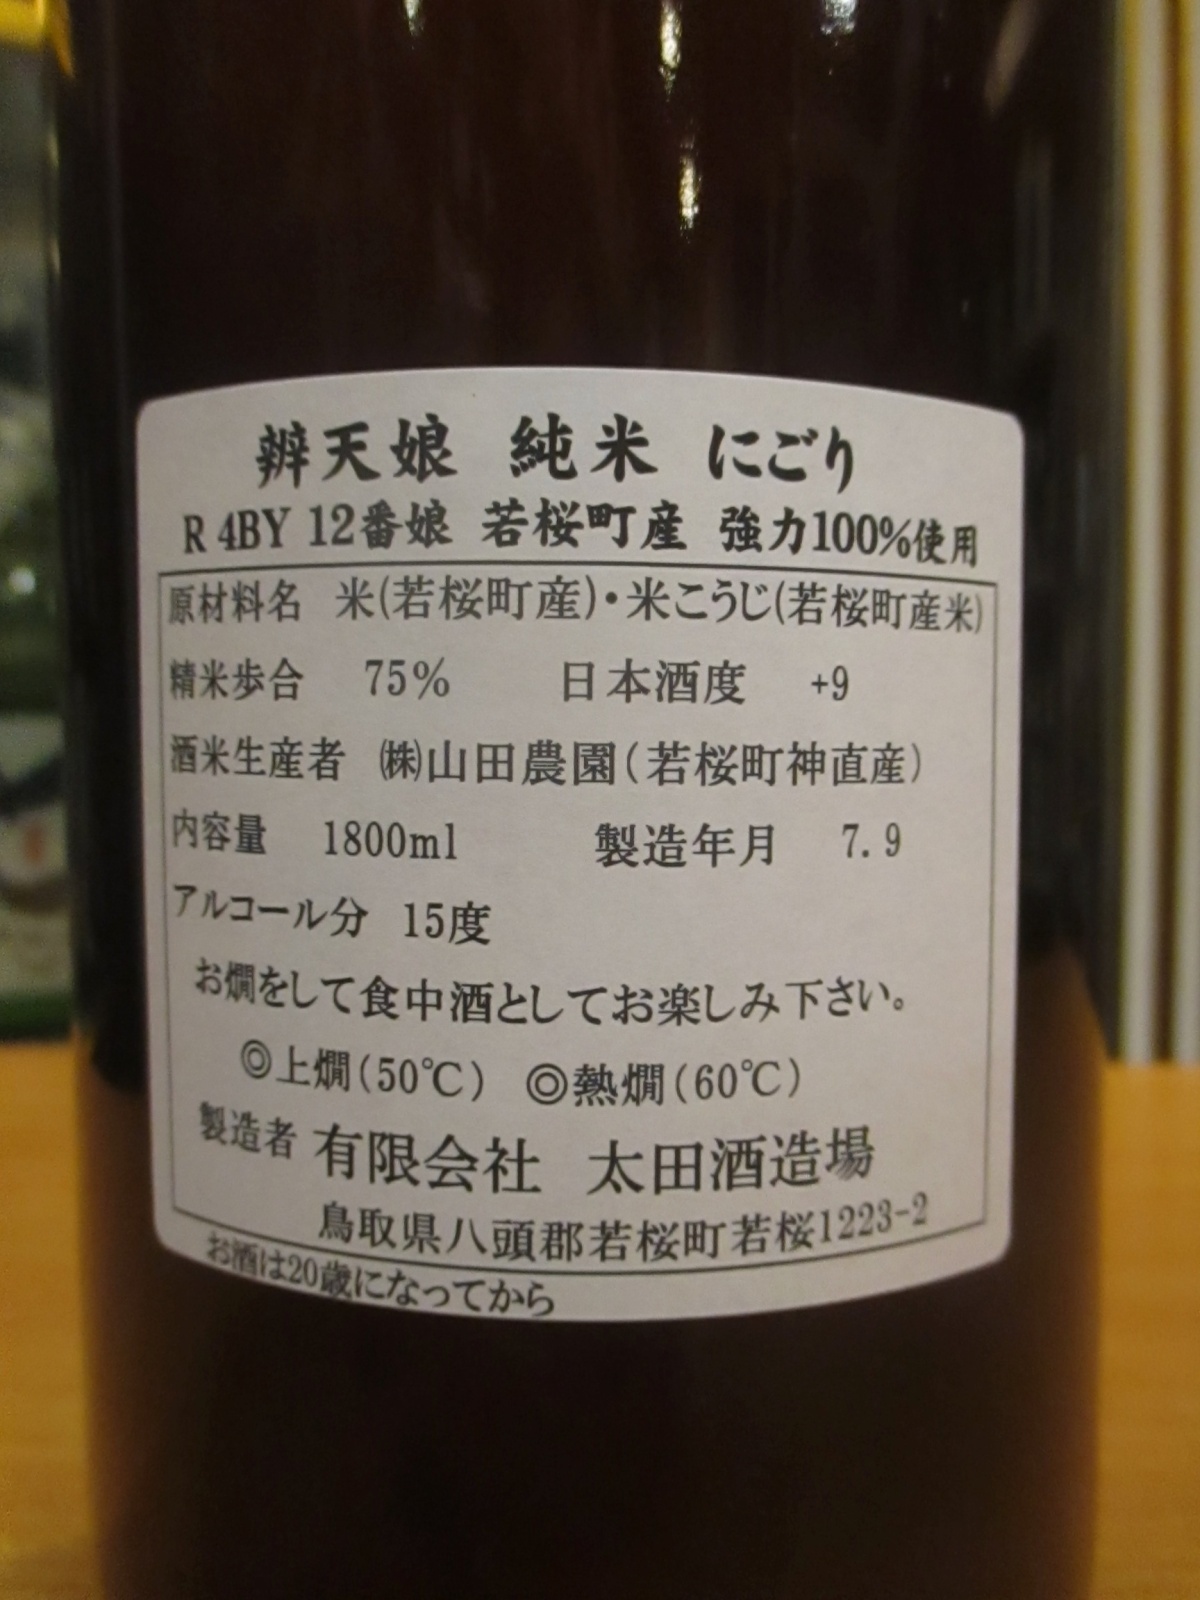 辨天娘 純米 にごり
R 4BY 12番娘 若桜町産 強力100%使用
原材料名 米(若桜町産)・米こうじ(若桜町産米)
精米歩合 75% 日本酒度 +9
酒米生産者 ㈱山田農園(若桜町神直産)
内容量 1800ml 製造年月 7.9
アルコール分 15度
お燗をして食中酒としてお楽しみ下さい。
◎上燗(50℃) ◎熱燗(60℃)
製造者 有限会社 太田酒造場
鳥取県八頭郡若桜町若桜1223-2
お酒は20歳になってから